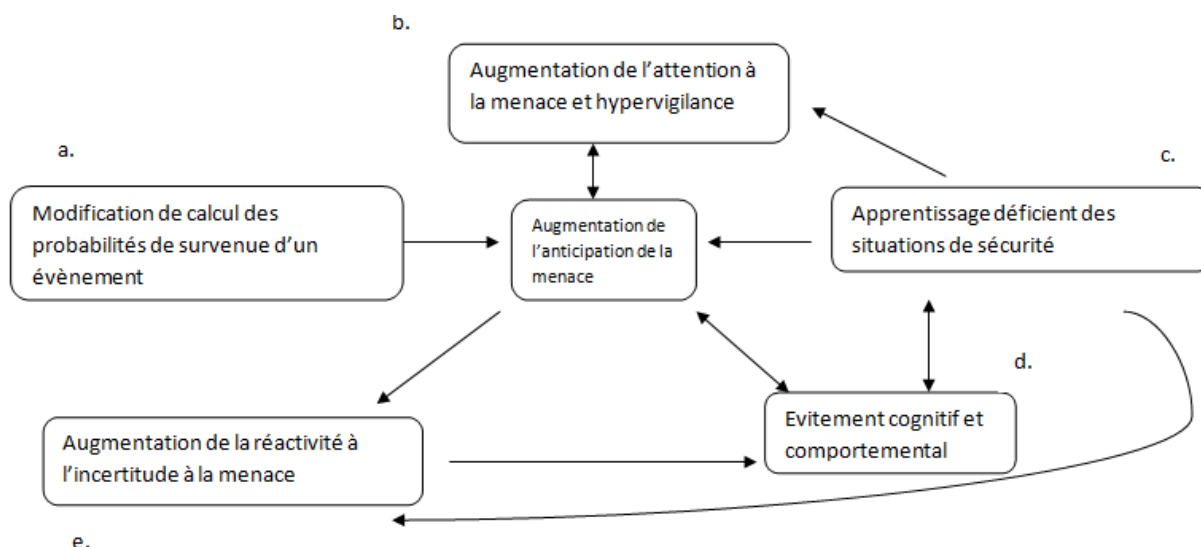 b.
Augmentation de l’attention à
la menace et hypervigilance
a.
Modification de calcul des
probabilités de survenue d’un
évènement
Augmentation de
l’anticipation de la
menace
c.
Apprentissage déficient des
situations de sécurité
d.
Evitement cognitif et
comportemental
Augmentation de la réactivité à
l’incertitude à la menace
e.